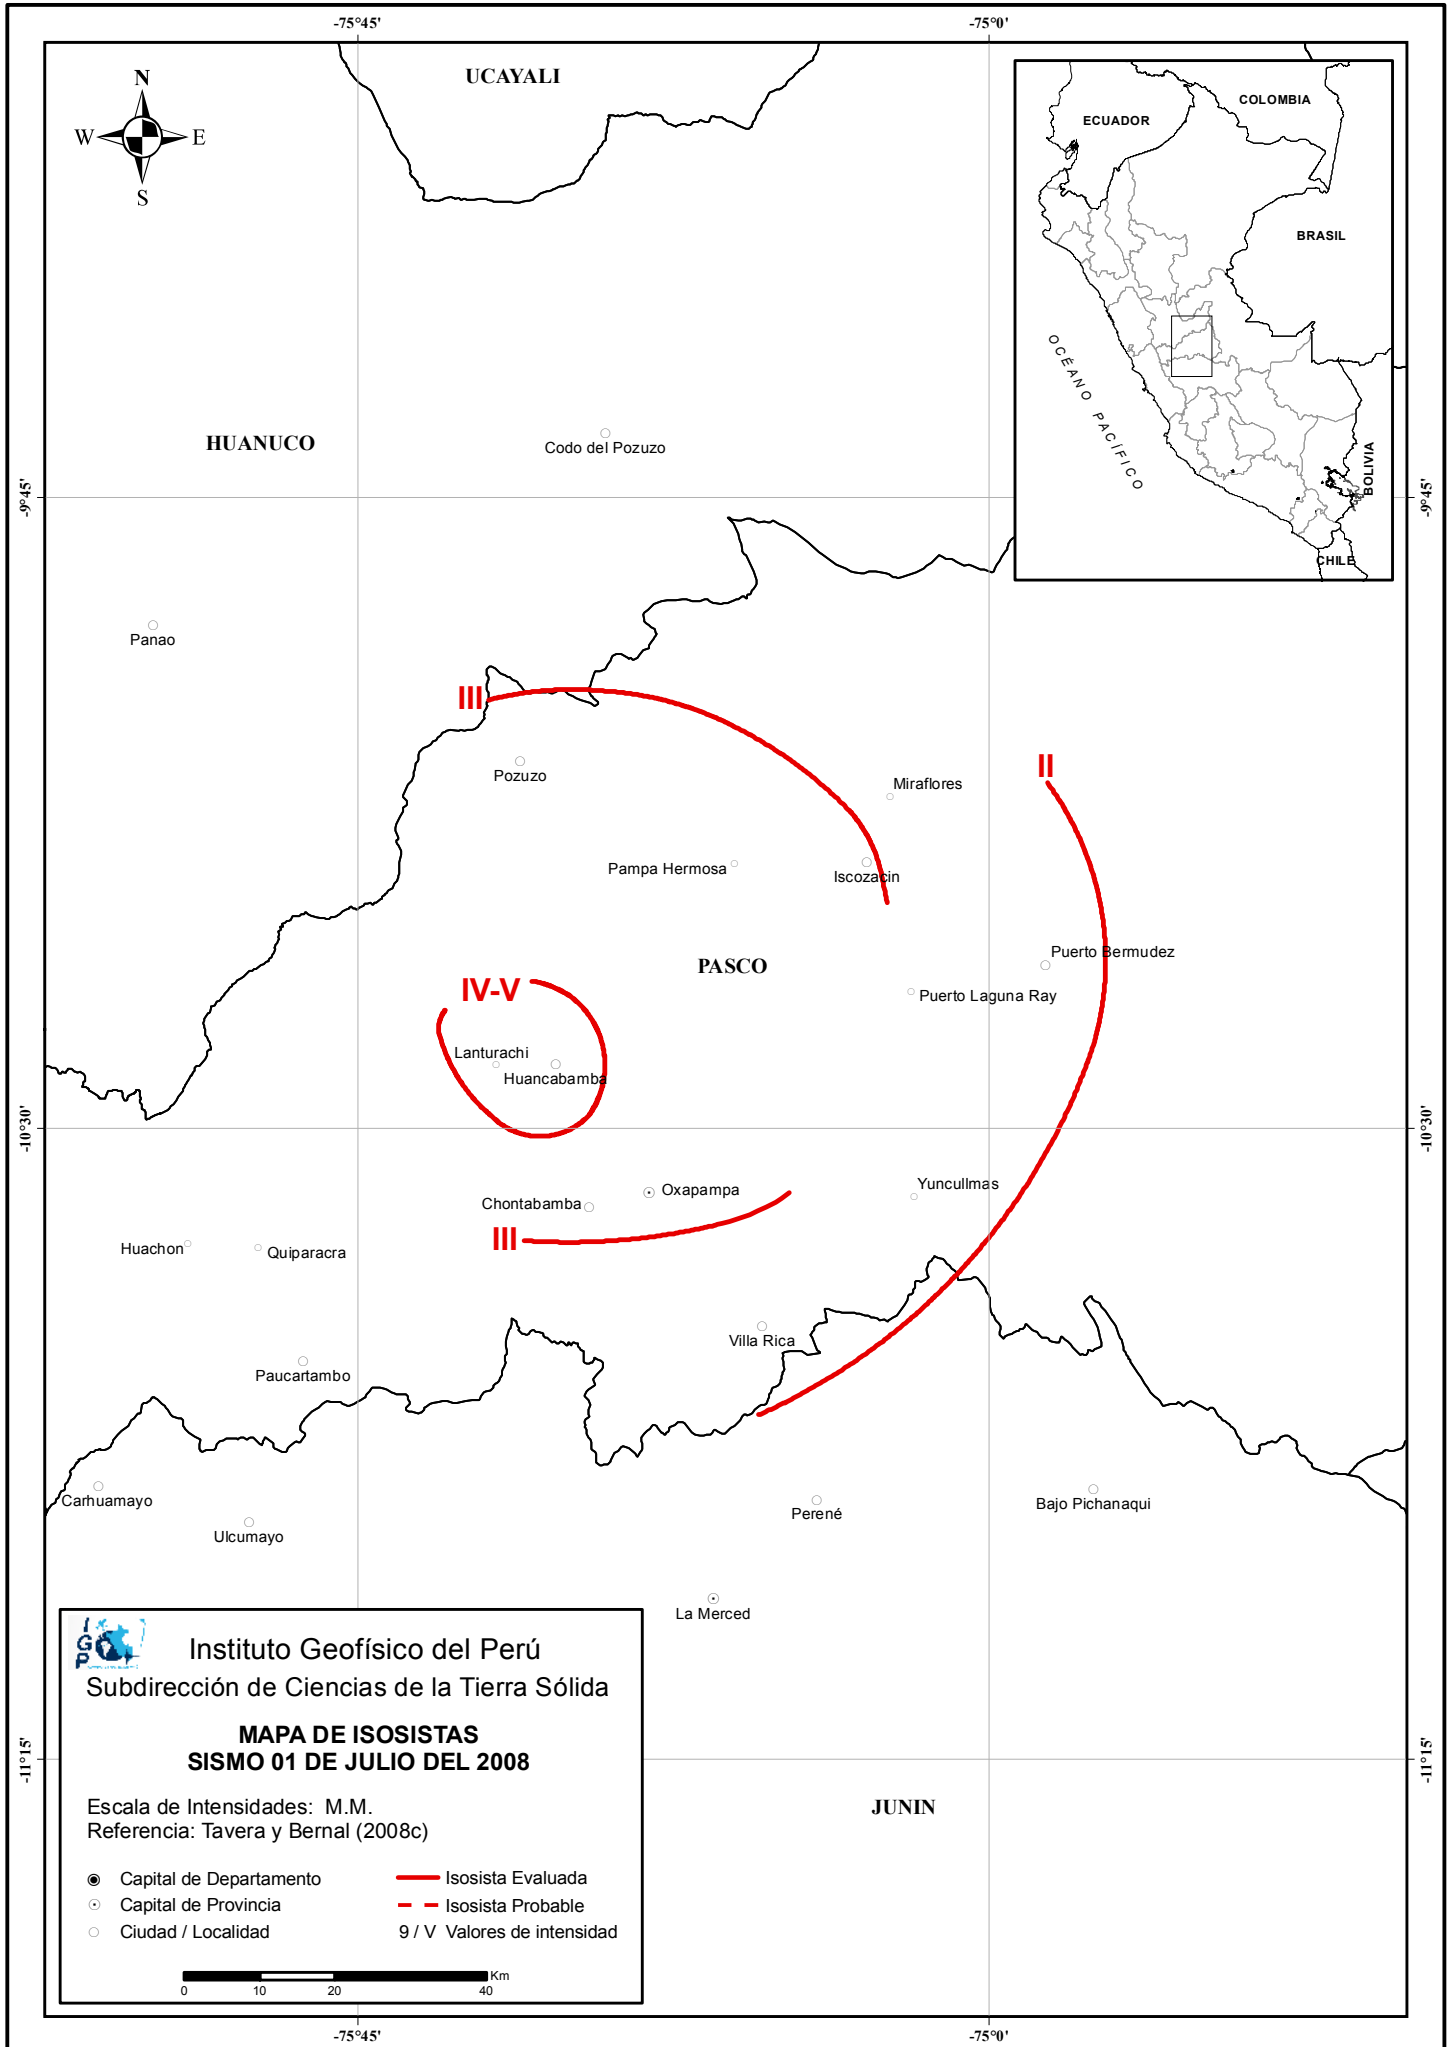 -75°45'
-75°0'
UCAYALI
N
W
E
S
COLOMBIA
ECUADOR
BRASIL
OCÉANO PACÍFICO
BOLIVIA
CHILE
HUANUCO
Codo del Pozuzo
-9°45'
-9°45'
Panao
III
Pozuzo
II
Miraflores
Pampa Hermosa
Iscozacin
PASCO
Puerto Bermudez
IV-V
Puerto Laguna Ray
Lanturachi
Huancabamba
-10°30'
-10°30'
Yuncullmas
Oxapampa
Chontabamba
III
Huachon
Quiparacra
Villa Rica
Paucartambo
Carhuamayo
Perené
Bajo Pichanaqui
Ulcumayo
La Merced
IGP
Instituto Geofísico del Perú
Subdirección de Ciencias de la Tierra Sólida
MAPA DE ISOSISTAS
SISMO 01 DE JULIO DEL 2008
-11°15'
-11°15'
JUNIN
Escala de Intensidades: M.M.
Referencia: Tavera y Bernal (2008c)
Capital de Departamento
Isosista Evaluada
Capital de Provincia
Isosista Probable
Ciudad / Localidad
9 / V Valores de intensidad
Km
0 10 20 40
-75°45'
-75°0'